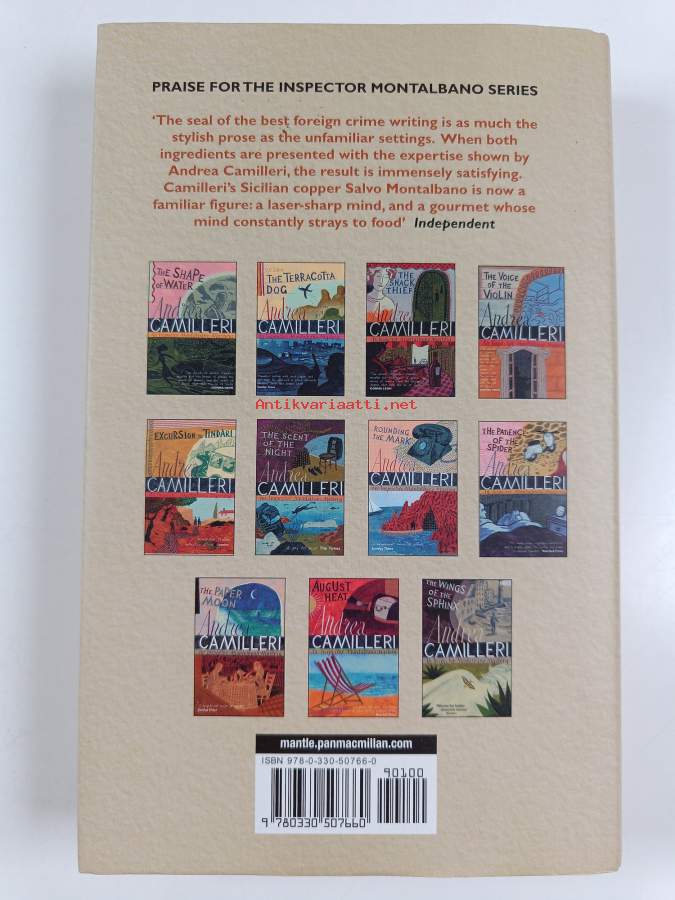 PRAISE FOR THE INSPECTOR MONTALBANO SERIES
‘The seal of the best foreign crime writing is as much the
stylish prose as the unfamiliar settings. When both
ingredients are presented with the expertise shown by
Andrea Camilleri, the result is immensely satisfying.
Camilleri’s Sicilian copper Salvo Montalbano is now a
familiar figure: a laser-sharp mind, and a gourmet whose
mind constantly strays to food’ Independent
THE SHAPE
OF WATER
Andrea
CAMILLERI
THE TERRACOTTA
DOG
Andrea
CAMILLERI
THE
SNACK
THIEF
Andrea
CAMILLERI
THE VOICE
OF THE
VIOLIN
Andrea
CAMILLERI
Antikvariaatti.net
EXCURSION TO TINDARI
Andrea
CAMILLERI
THE SCENT
OF THE
NIGHT
Andrea
CAMILLERI
ROUNDING
THE MARK
Andrea
CAMILLERI
THE PATIENCE
OF THE
SPIDER
Andrea
CAMILLERI
THE PAPER
MOON
Andrea
CAMILLERI
AUGUST
HEAT
Andrea
CAMILLERI
THE WINGS
OF THE
SPHINX
Andrea
CAMILLERI
mantle.panmacmillan.com
ISBN 978-0-330-50766-0
90100
9 780330 507660